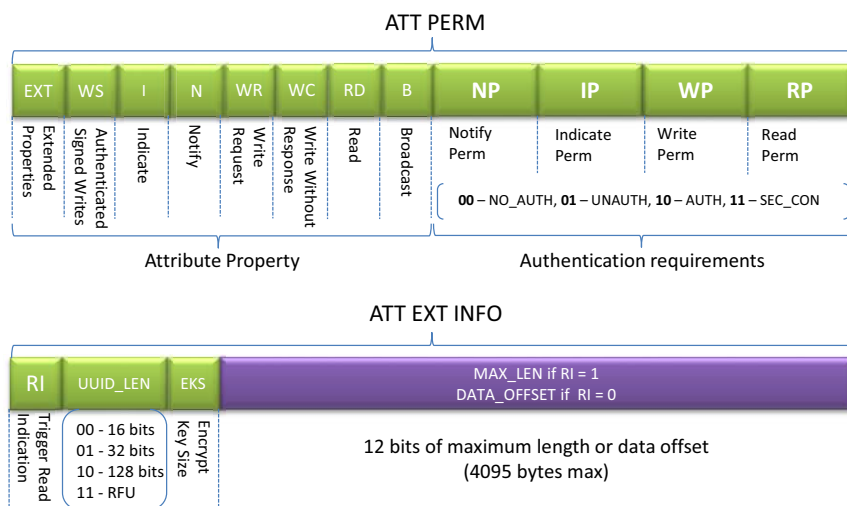 ATT PERM
EXT WS I N WR WC RD B NP IP WP RP
Extended
Properties
Authenticated
Signed Writes
Indicate
Notify
Write
Request
Write Without
Response
Read
Broadcast
Notify
Perm
Indicate
Perm
Write
Perm
Read
Perm
00 – NO_AUTH, 01 – UNAUTH, 10 – AUTH, 11 – SEC_CON
Attribute Property
Authentication requirements
ATT EXT INFO
RI UUID_LEN EKS
MAX_LEN if RI = 1
DATA_OFFSET if RI = 0
Trigger Read
Indication
00 - 16 bits
01 - 32 bits
10 - 128 bits
11 - RFU
Encrypt
Key Size
12 bits of maximum length or data offset
(4095 bytes max)